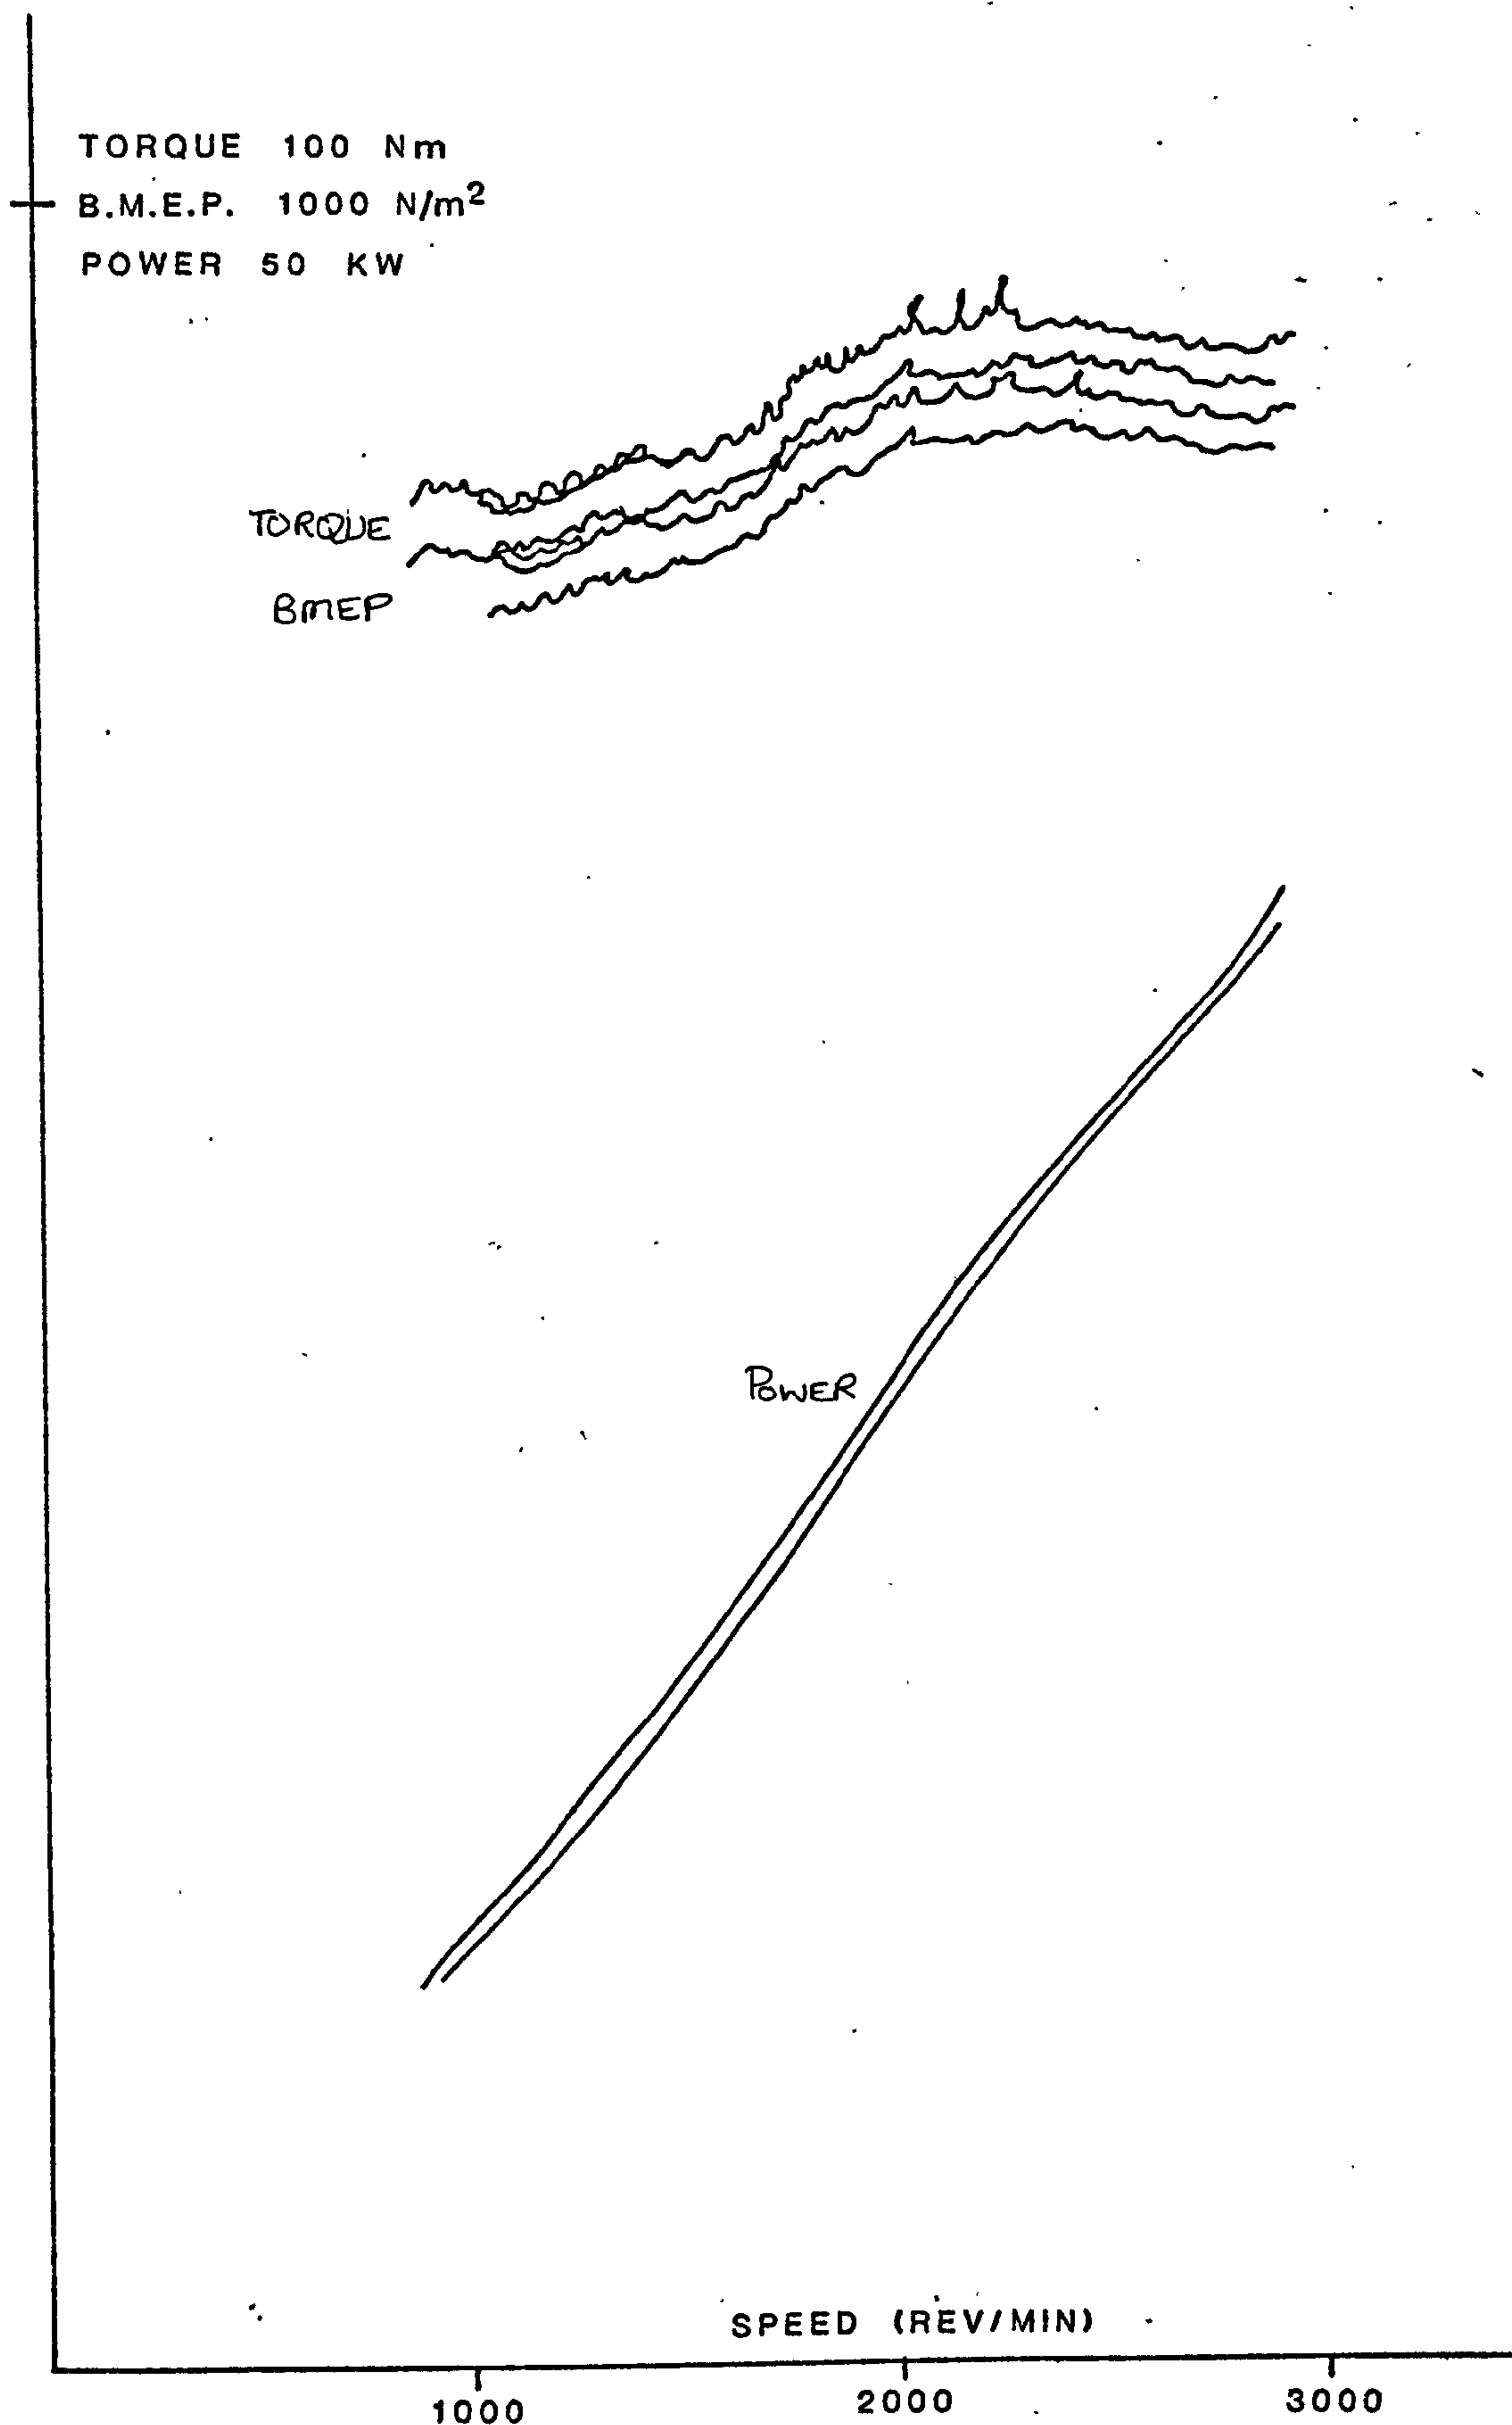 TORQUE 100 Nm
B.M.E.P. 1000 N/m²
POWER 50 KW
TORQUE
BMEP
POWER
SPEED (REV/MIN)
1000 2000 3000